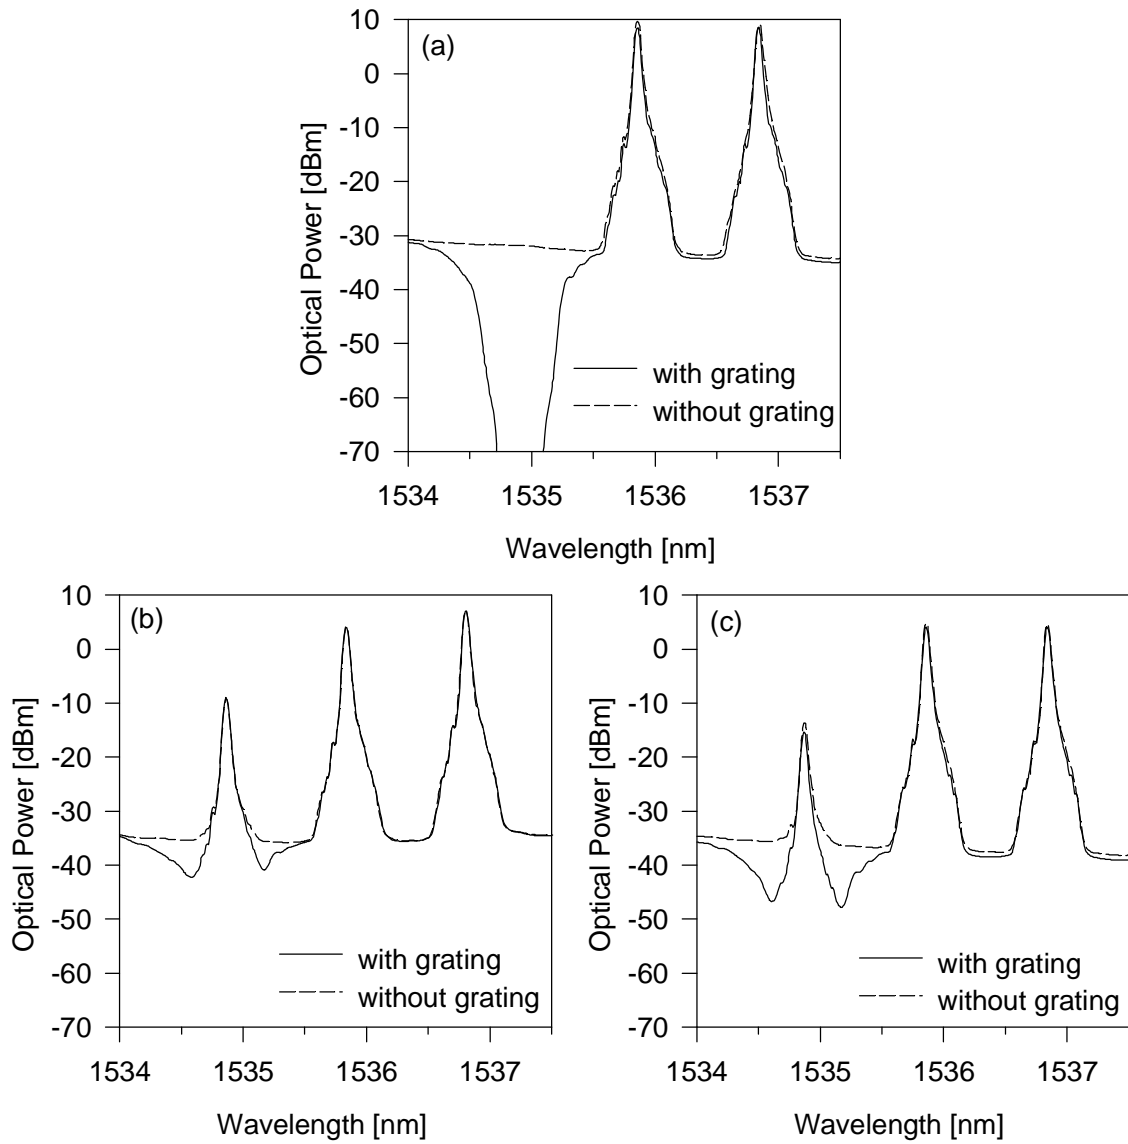 (a)
Optical Power [dBm]
10
0
-10
-20
-30
-40
-50
-60
-70
with grating
without grating
1534 1535 1536 1537
Wavelength [nm]
(b)
Optical Power [dBm]
10
0
-10
-20
-30
-40
-50
-60
-70
with grating
without grating
1534 1535 1536 1537
Wavelength [nm]
(c)
Optical Power [dBm]
10
0
-10
-20
-30
-40
-50
-60
-70
with grating
without grating
1534 1535 1536 1537
Wavelength [nm]